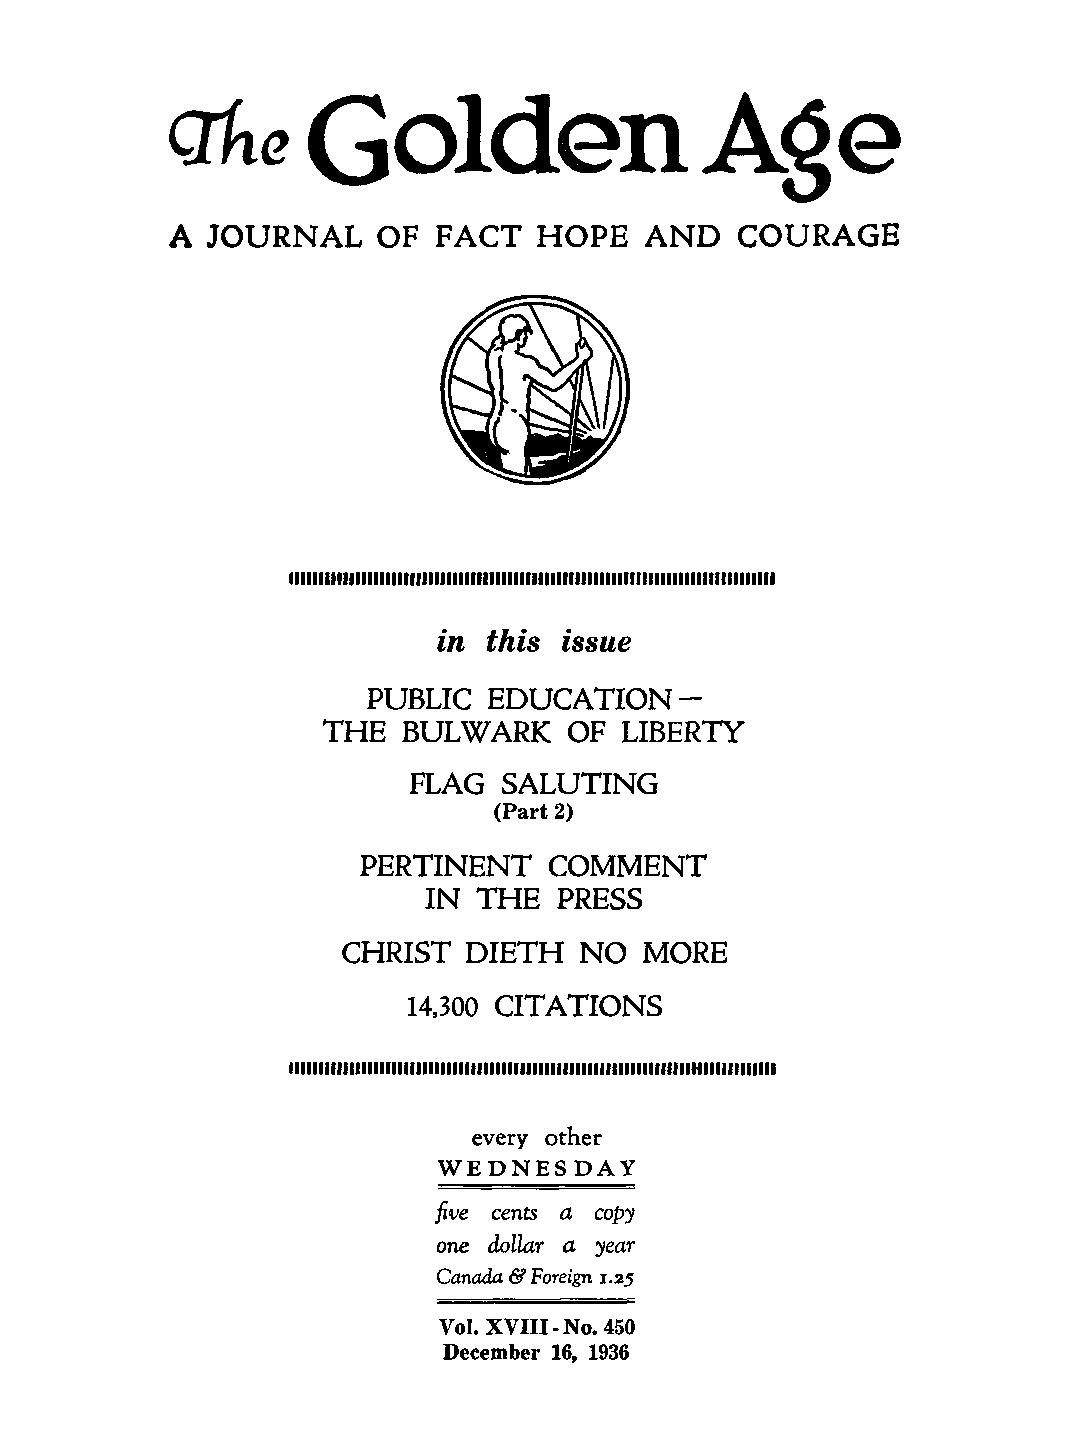 The Golden Age
A JOURNAL OF FACT HOPE AND COURAGE
in this issue
PUBLIC EDUCATION —
THE BULWARK OF LIBERTY
FLAG SALUTING
(Part 2)
PERTINENT COMMENT
IN THE PRESS
CHRIST DIETH NO MORE
14,300 CITATIONS
every other
WEDNESDAY
five cents a copy
one dollar a year
Canada & Foreign 1.25
Vol. XVIII - No. 450
December 16, 1936